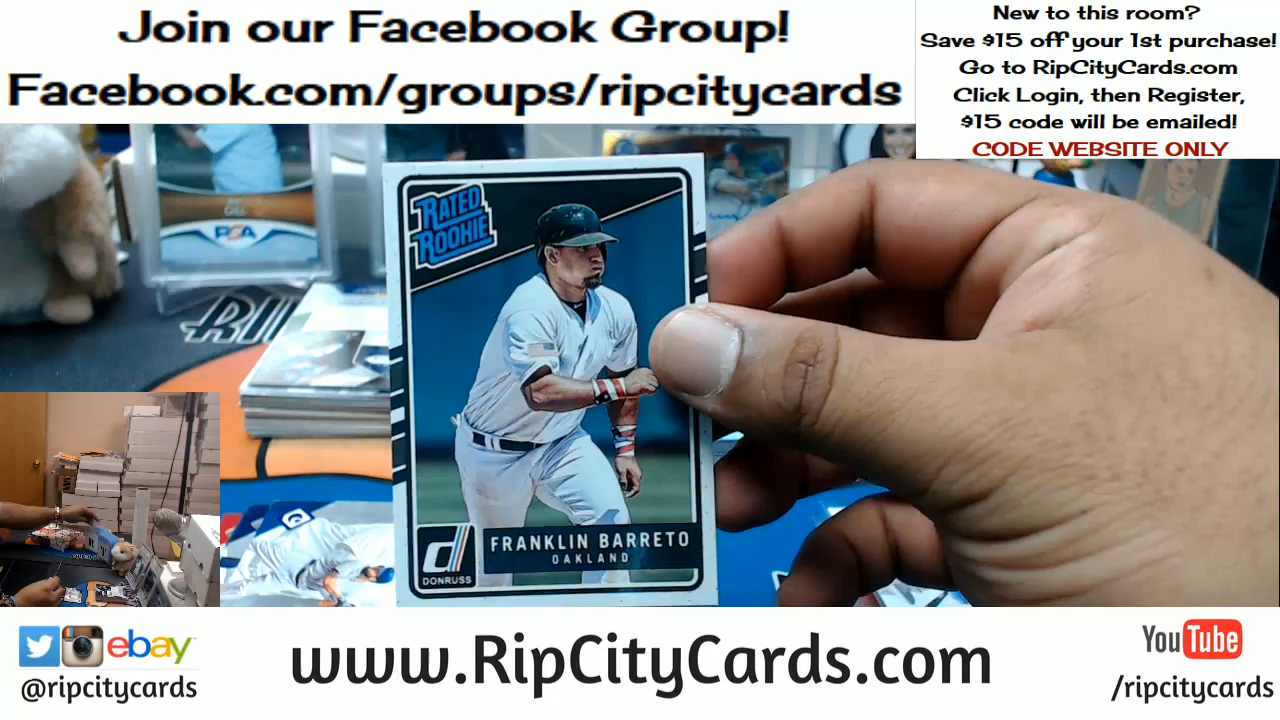 Join our Facebook Group!
Facebook.com/groups/ripcitycards
New to this room?
Save $15 off your 1st purchase!
Go to RipCityCards.com
Click Login, then Register,
$15 code will be emailed!
CODE WEBSITE ONLY
PSA
RATED
ROOKIE
FRANKLIN BARRETO
OAKLAND
d
DONRUSS
ebay
@ripcitycards
www.RipCityCards.com
YouTube
/ripcitycards